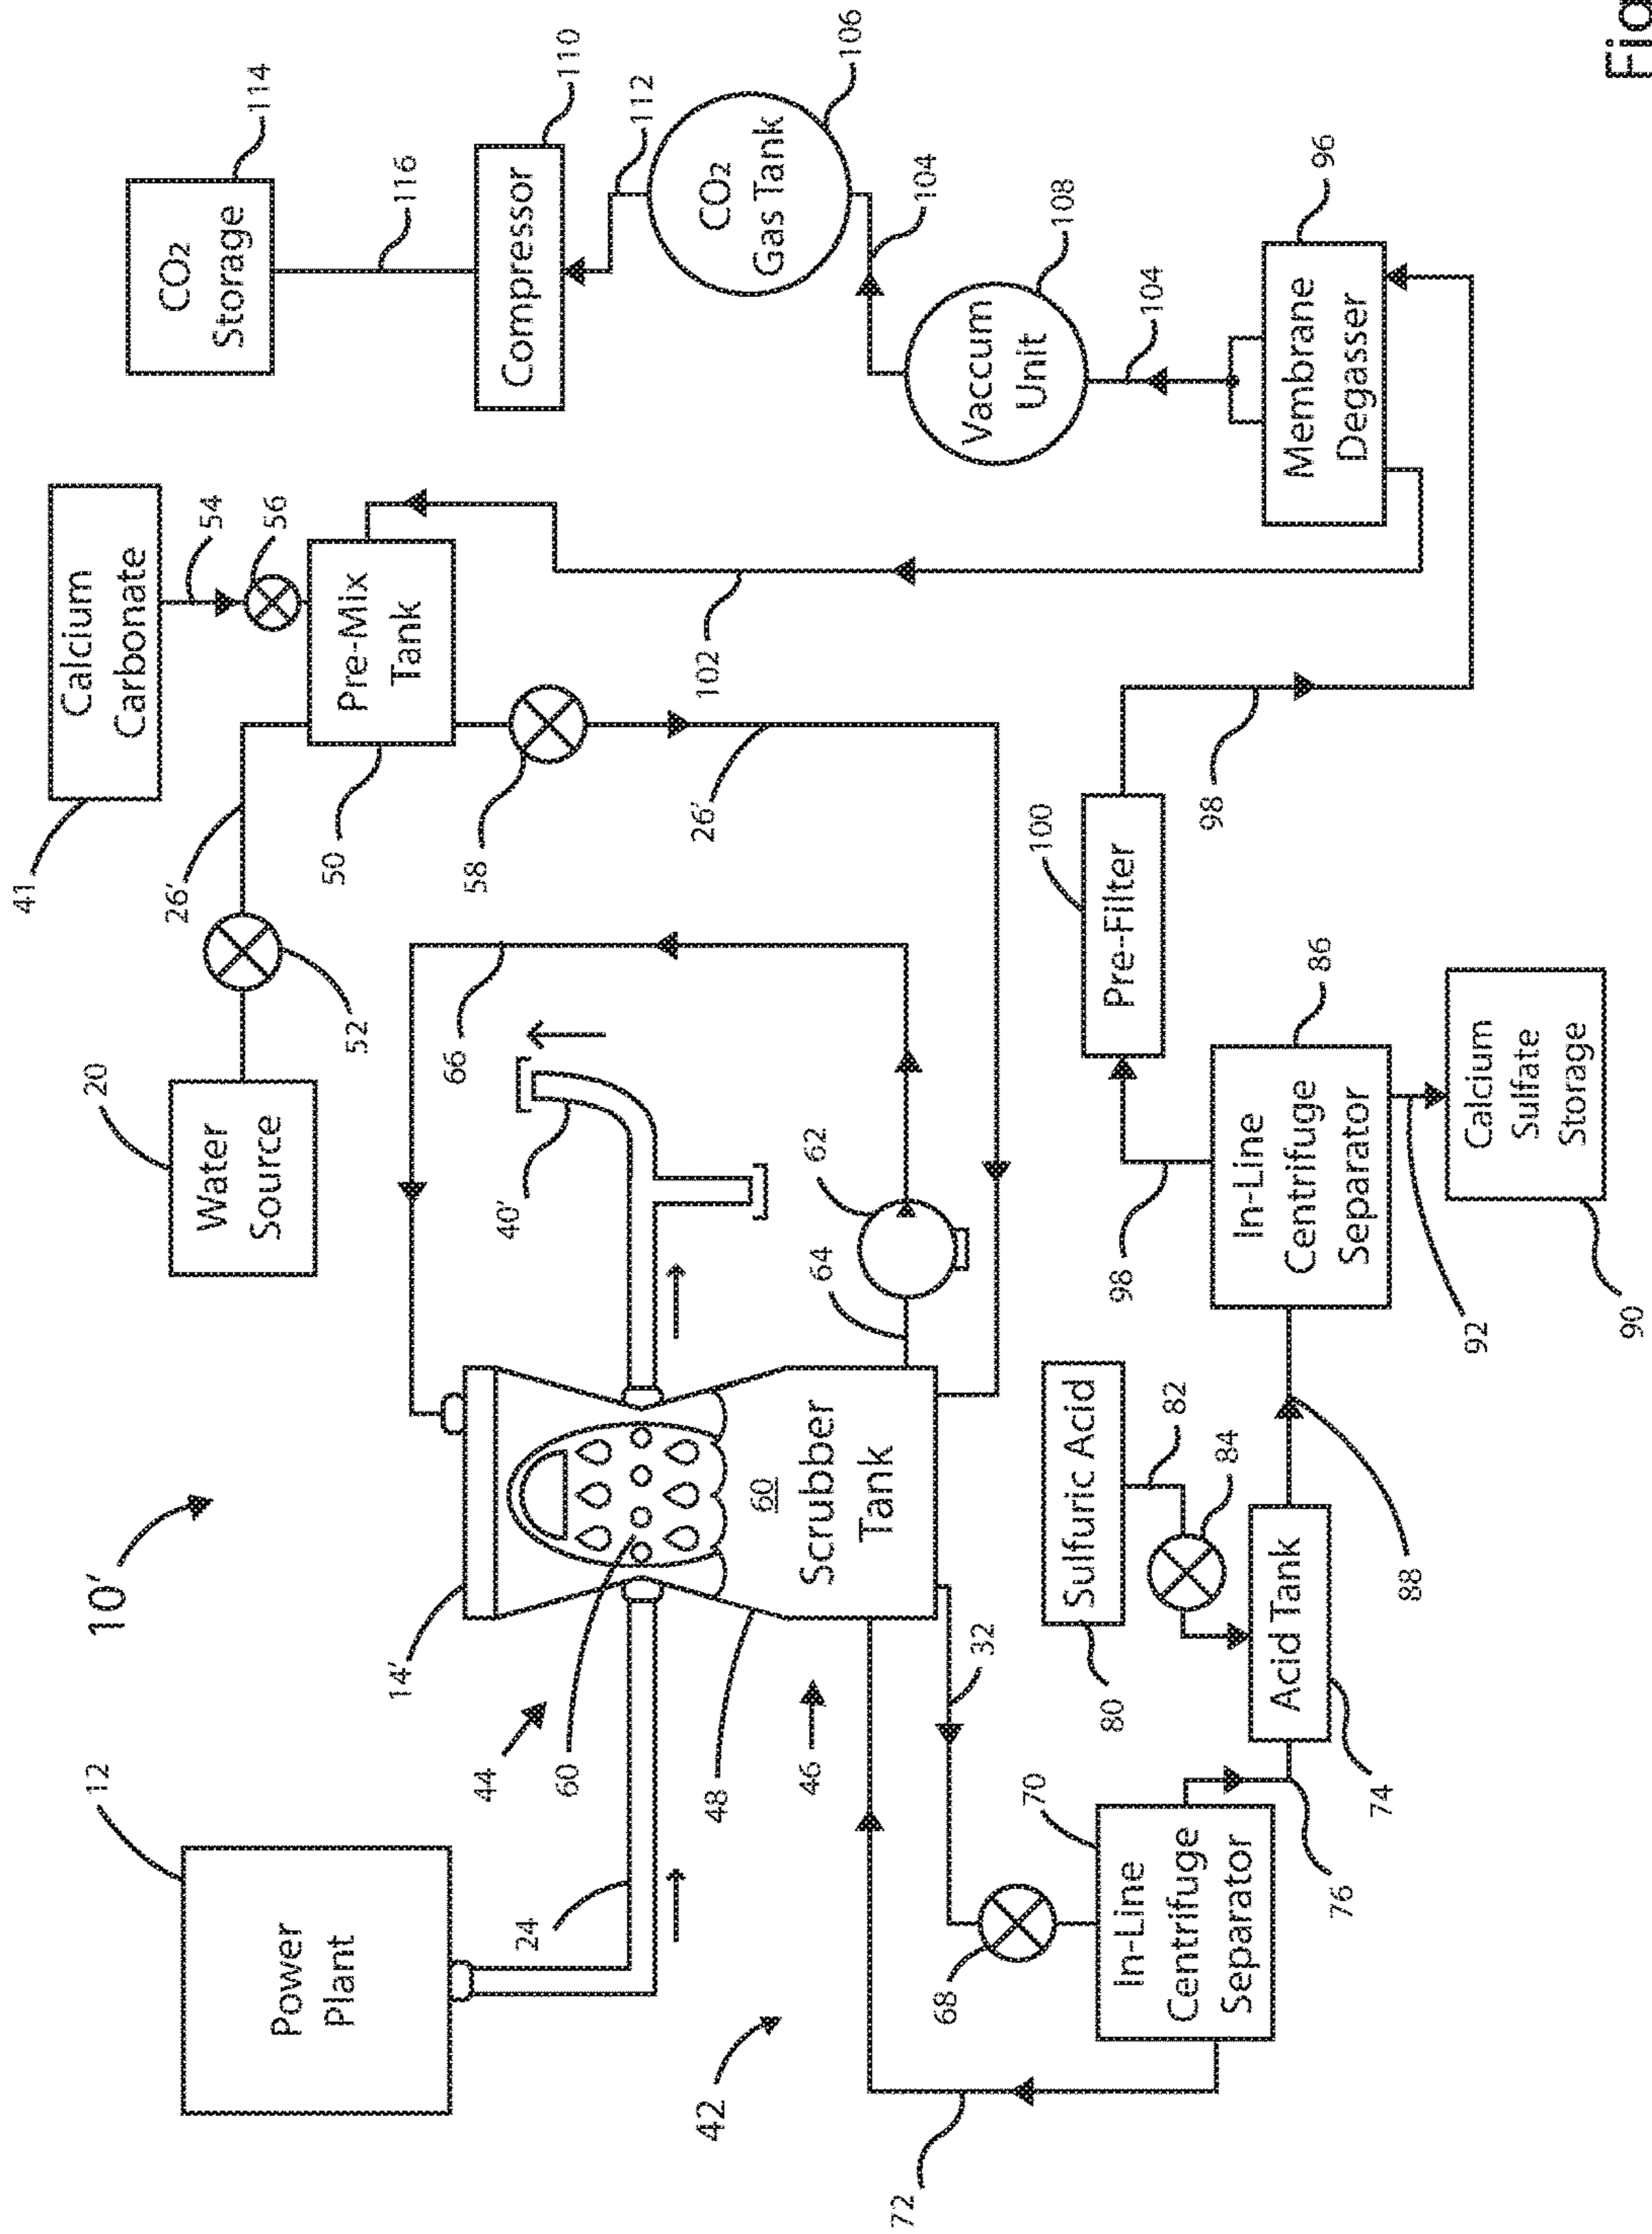 10′
12
Power
Plant
24
14′
44
60
48
46
42
60
Scrubber
Tank
32
68
70
In-Line
Centrifuge
Separator
72
76
74
Acid Tank
80
Sulfuric Acid
82
84
88
20
Water
Source
52
26′
41
Calcium
Carbonate
54
56
Pre-Mix
Tank
50
58
26′
66
40′
62
64
102
In-Line
Centrifuge
Separator
86
98
92
Calcium
Sulfate
Storage
90
100
Pre-Filter
98
Membrane
Degasser
96
104
Vaccum
Unit
108
104
CO₂
Gas Tank
106
112
Compressor
110
116
CO₂
Storage
114
Fig